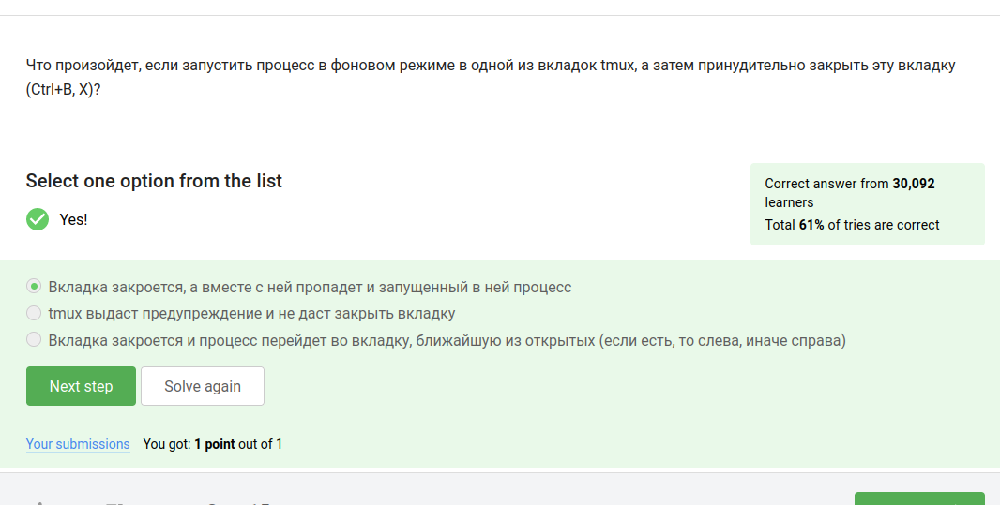 Что произойдет, если запустить процесс в фоновом режиме в одной из вкладок tmux, а затем принудительно закрыть эту вкладку
(Ctrl+B, X)?
Select one option from the list
Yes!
Correct answer from 30,092
learners
Total 61% of tries are correct
Вкладка закроется, а вместе с ней пропадет и запущенный в ней процесс
tmux выдаст предупреждение и не даст закрыть вкладку
Вкладка закроется и процесс перейдет во вкладку, ближайшую из открытых (если есть, то слева, иначе справа)
Next step
Solve again
Your submissions You got: 1 point out of 1